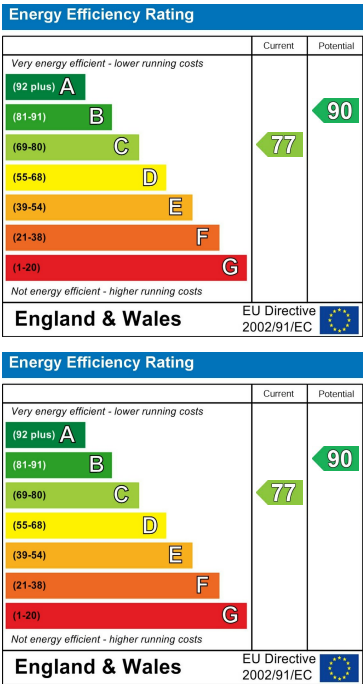 Energy Efficiency Rating
Current Potential
Very energy efficient - lower running costs
(92 plus) A
(81-91) B
90
(69-80) C
77
(55-68) D
(39-54) E
(21-38) F
(1-20) G
Not energy efficient - higher running costs
England & Wales
EU Directive
2002/91/EC
Energy Efficiency Rating
Current Potential
Very energy efficient - lower running costs
(92 plus) A
(81-91) B
90
(69-80) C
77
(55-68) D
(39-54) E
(21-38) F
(1-20) G
Not energy efficient - higher running costs
England & Wales
EU Directive
2002/91/EC